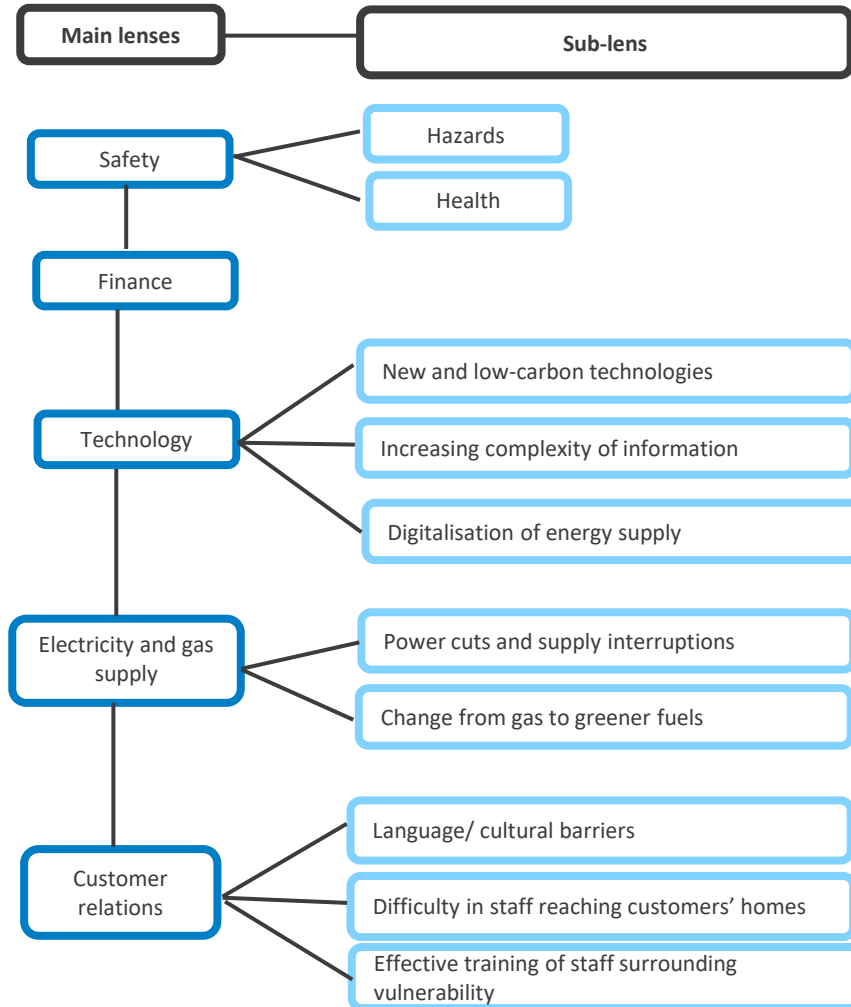 Main lenses
Sub-lens
Safety
Hazards
Health
Finance
Technology
New and low-carbon technologies
Increasing complexity of information
Digitalisation of energy supply
Electricity and gas
supply
Power cuts and supply interruptions
Change from gas to greener fuels
Customer
relations
Language/ cultural barriers
Difficulty in staff reaching customers’ homes
Effective training of staff surrounding
vulnerability